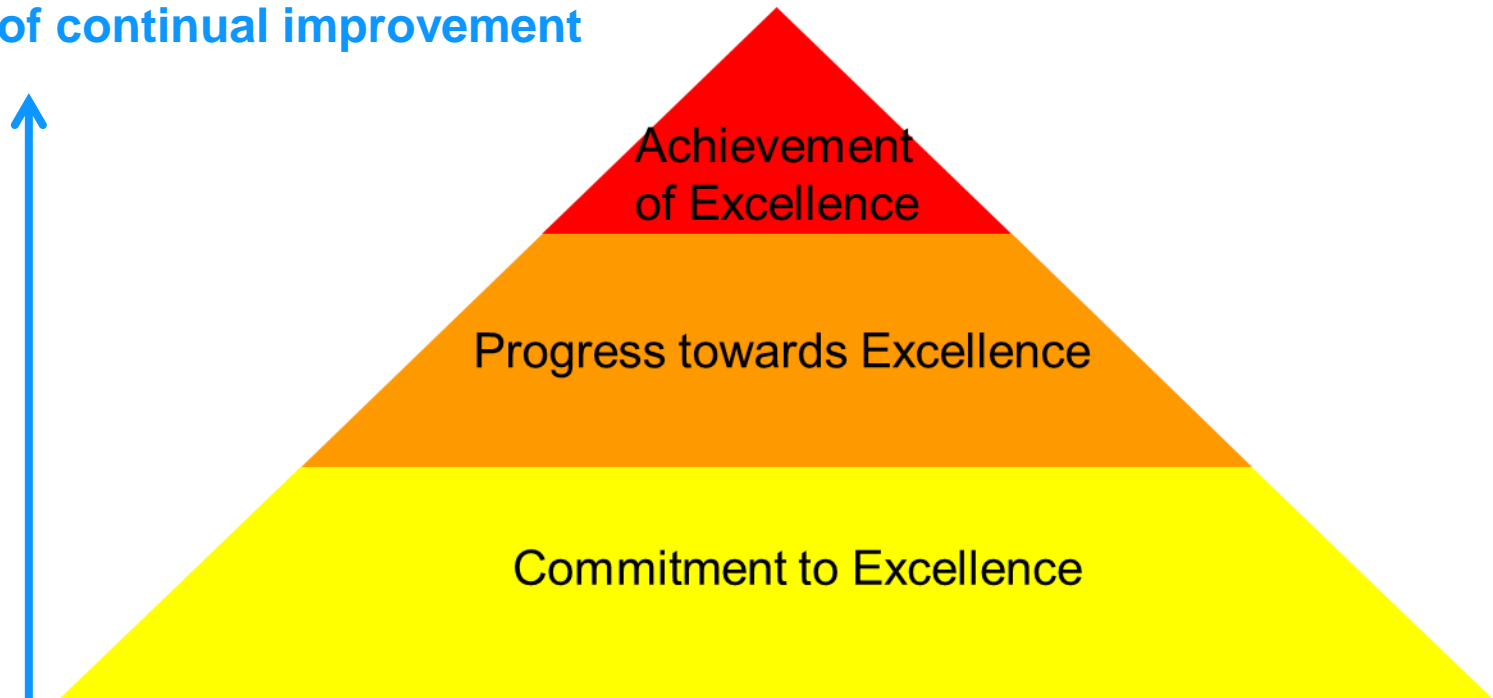 of continual improvement
Achievement
of Excellence
Progress towards Excellence
Commitment to Excellence